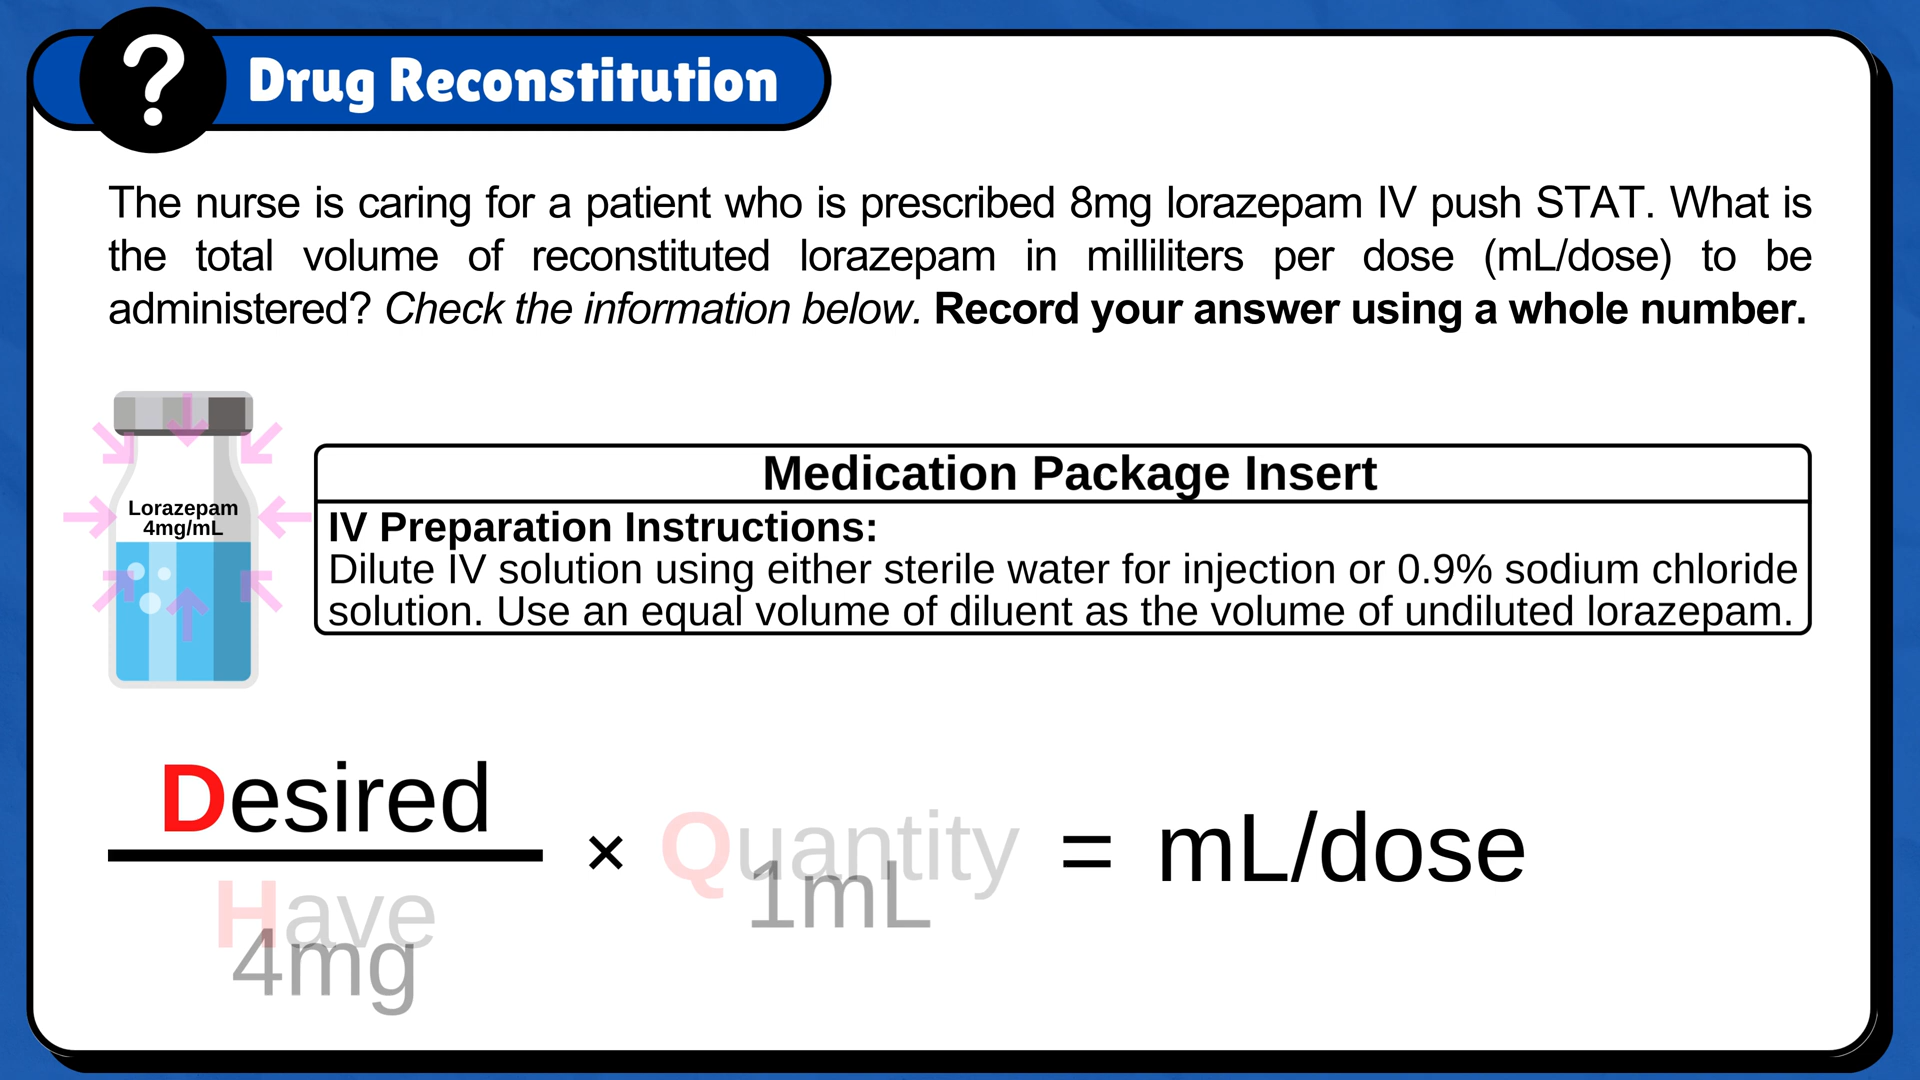 ?
Drug Reconstitution
The nurse is caring for a patient who is prescribed 8mg lorazepam IV push STAT. What is
the total volume of reconstituted lorazepam in milliliters per dose (mL/dose) to be
administered? Check the information below. Record your answer using a whole number.
Lorazepam
4mg/mL
Medication Package Insert
IV Preparation Instructions:
Dilute IV solution using either sterile water for injection or 0.9% sodium chloride
solution. Use an equal volume of diluent as the volume of undiluted lorazepam.
Desired
× Quantity = mL/dose
1mL
Have
4mg